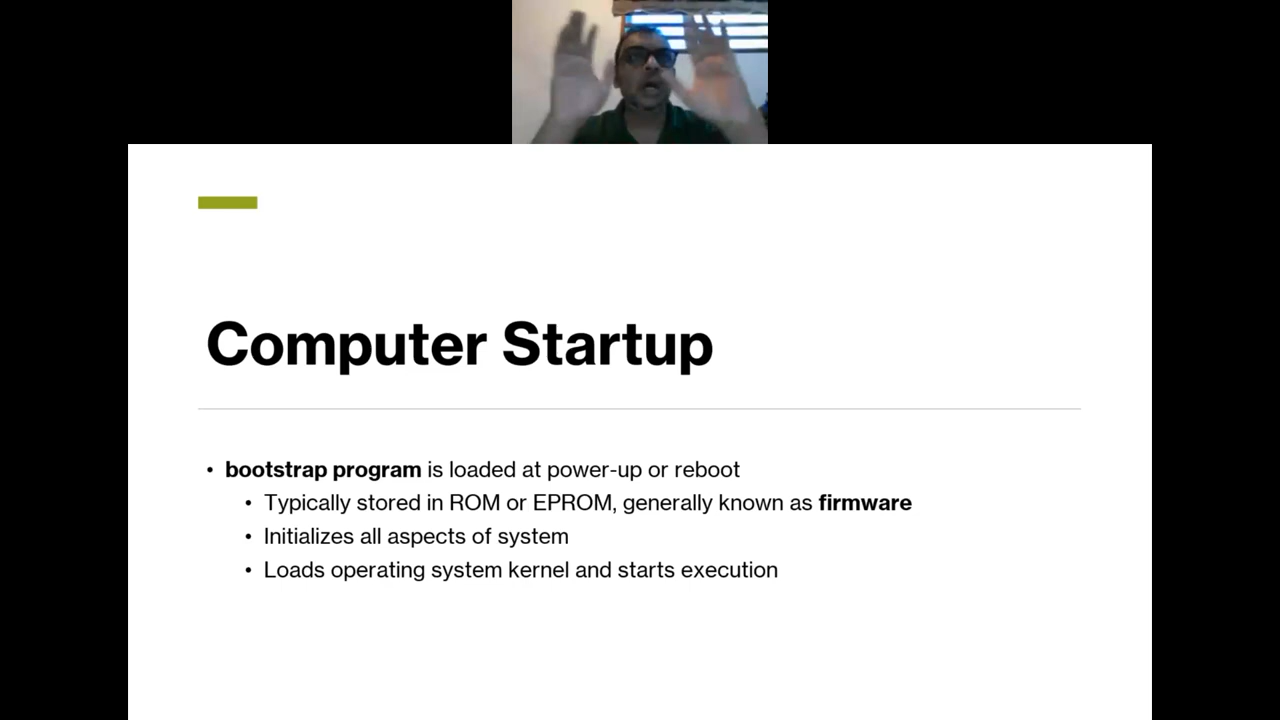 Computer Startup
• bootstrap program is loaded at power-up or reboot
• Typically stored in ROM or EPROM, generally known as firmware
• Initializes all aspects of system
• Loads operating system kernel and starts execution